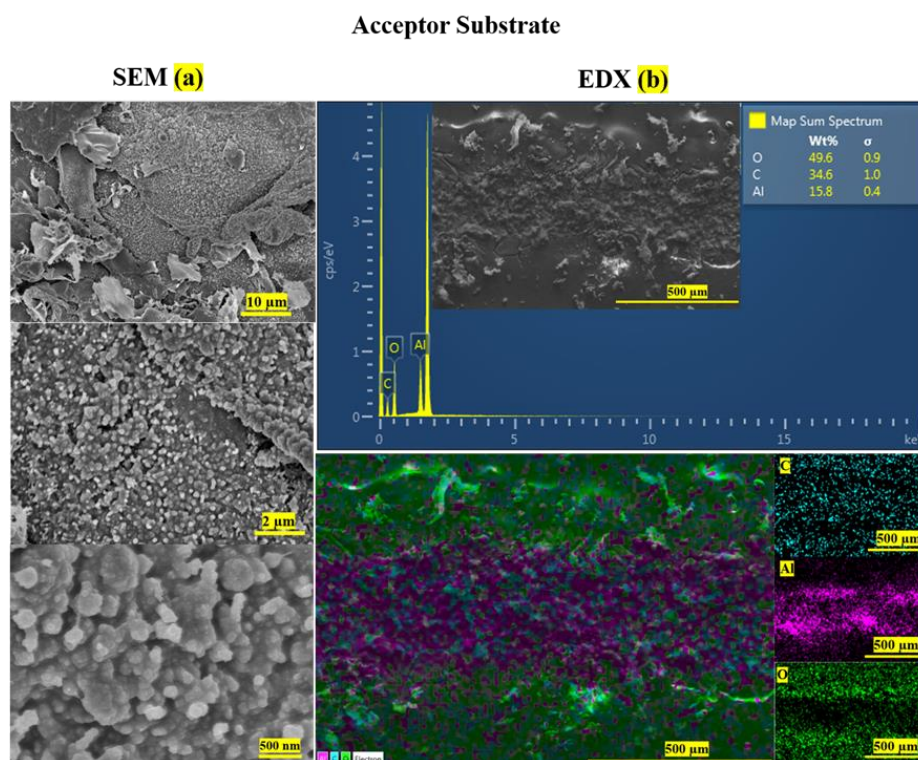 Acceptor Substrate
SEM (a)
EDX (b)
10 µm
2 µm
500 nm
Map Sum Spectrum
Wt% σ
O 49.6 0.9
C 34.6 1.0
Al 15.8 0.4
cps/eV
4
3
2
1
0
C
O
Al
500 µm
0 5 10 15 ke
500 µm
Electron
C
500 µm
Al
500 µm
O
500 µm